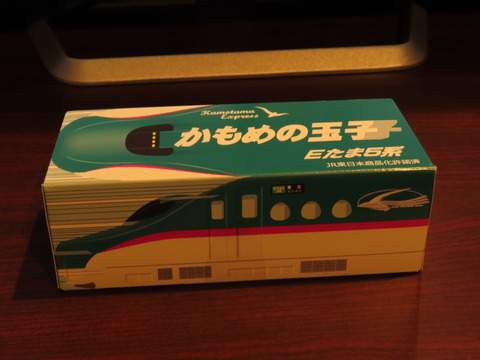 Kamotama
Express
かもめの玉子
Eたま5系
JR東日本商品化許諾済